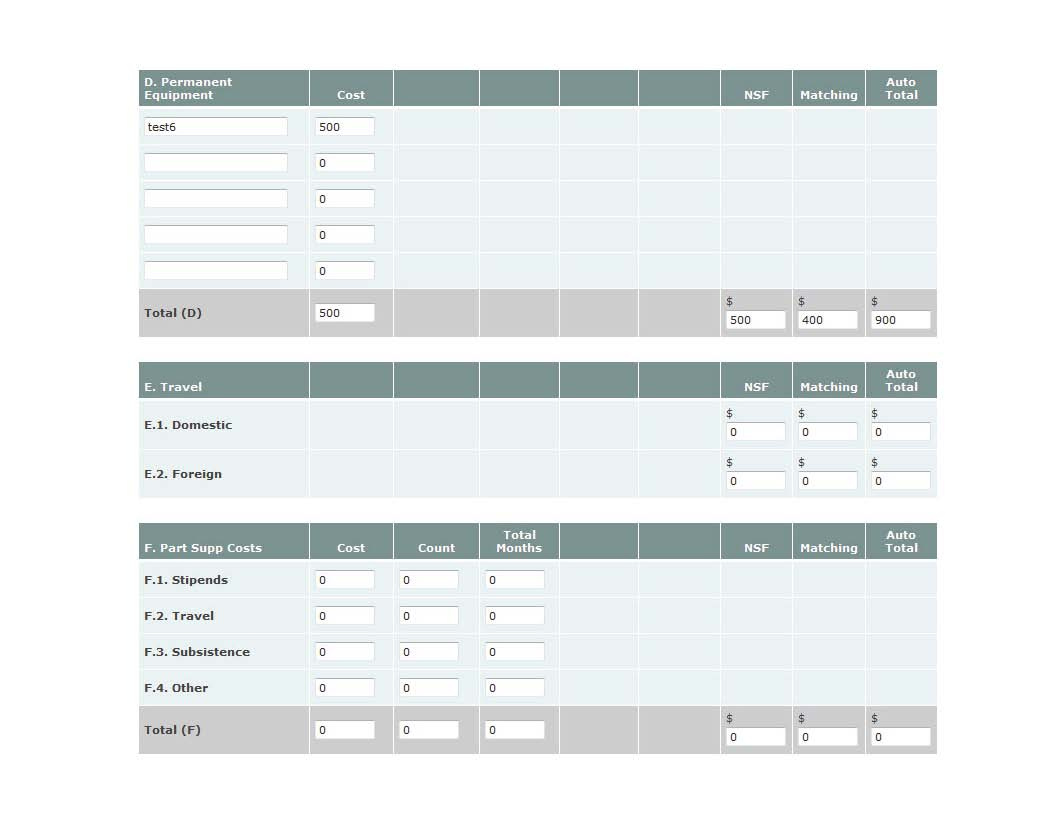 D. Permanent Equipment Cost NSF Matching Auto Total
test6 500
0
0
0
0
Total (D) 500 $ 500 $ 400 $ 900
E. Travel NSF Matching Auto Total
E.1. Domestic $ 0 $ 0 $ 0
E.2. Foreign $ 0 $ 0 $ 0
F. Part Supp Costs Cost Count Total Months NSF Matching Auto Total
F.1. Stipends 0 0 0
F.2. Travel 0 0 0
F.3. Subsistence 0 0 0
F.4. Other 0 0 0
Total (F) 0 0 0 $ 0 $ 0 $ 0